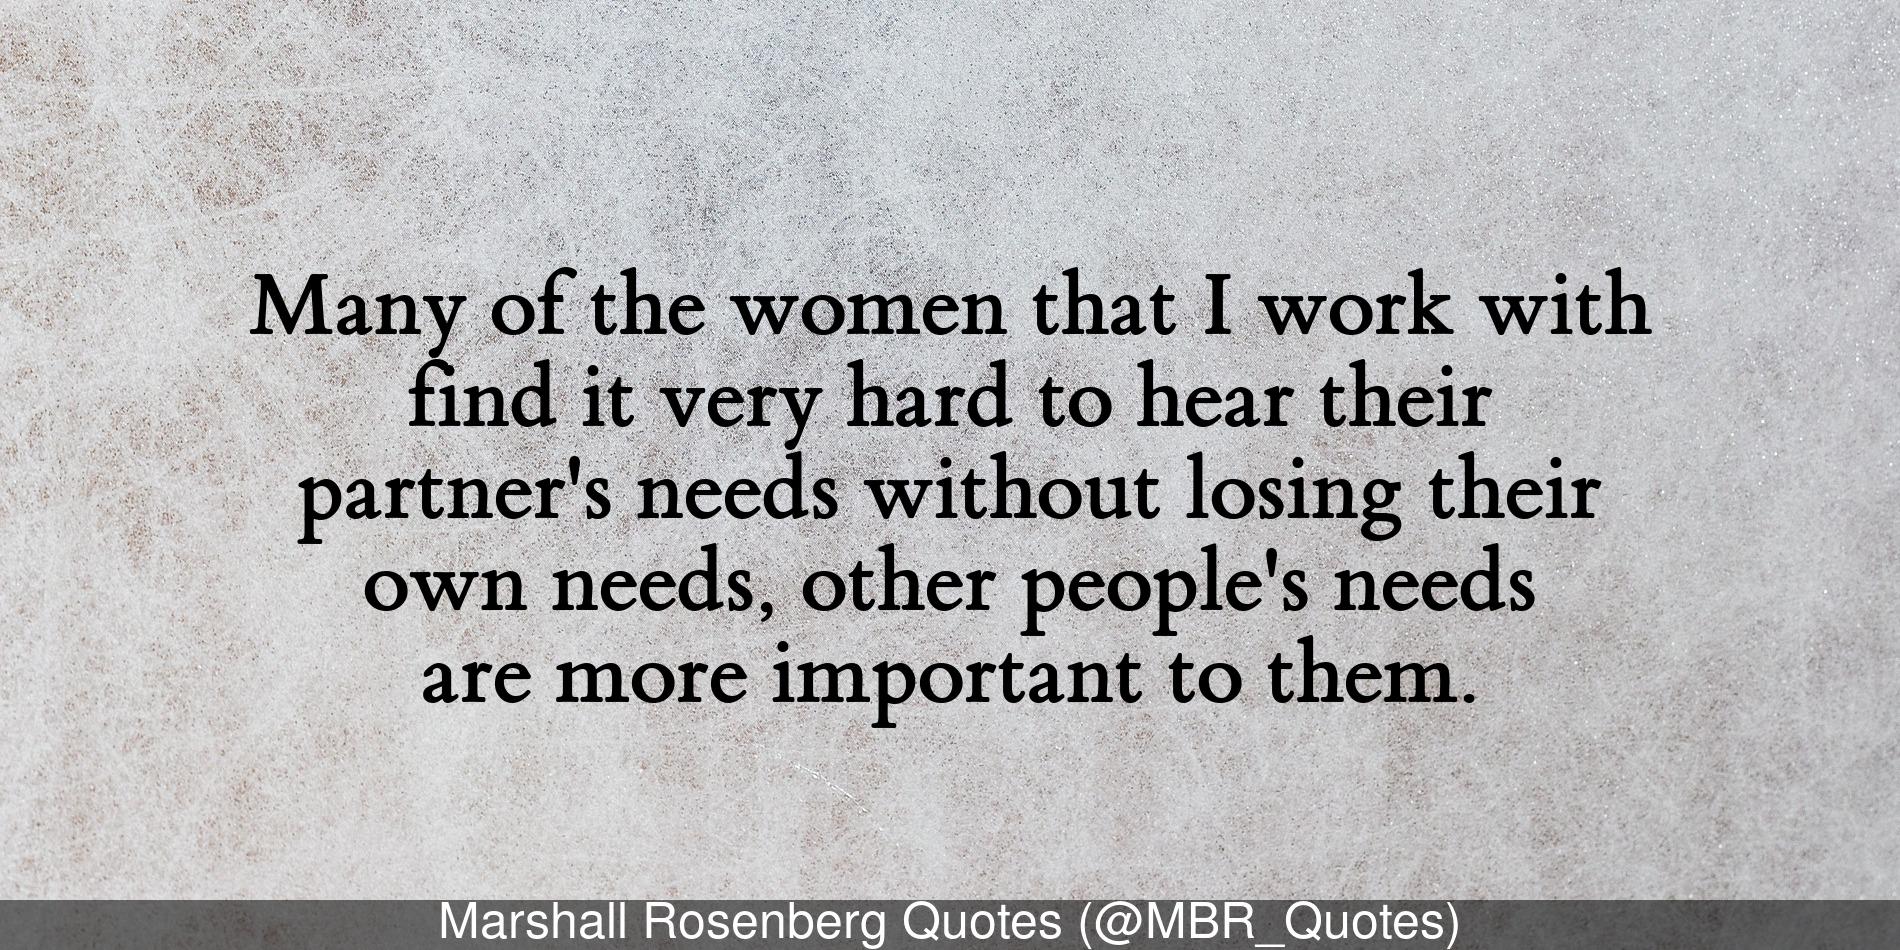 Many of the women that I work with
find it very hard to hear their
partner's needs without losing their
own needs, other people's needs
are more important to them.
Marshall Rosenberg Quotes (@MBR_Quotes)